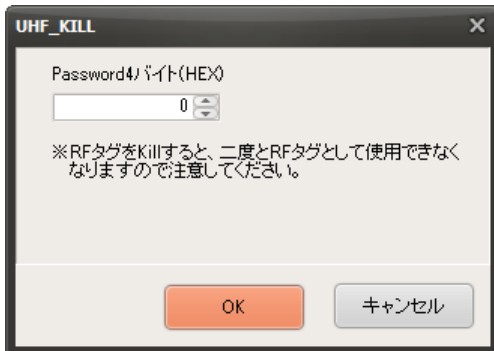 UHF_KILL
Password4バイト(HEX)
0
※RFタグをKillすると、二度とRFタグとして使用できなく
なりますので注意してください。
OK
キャンセル